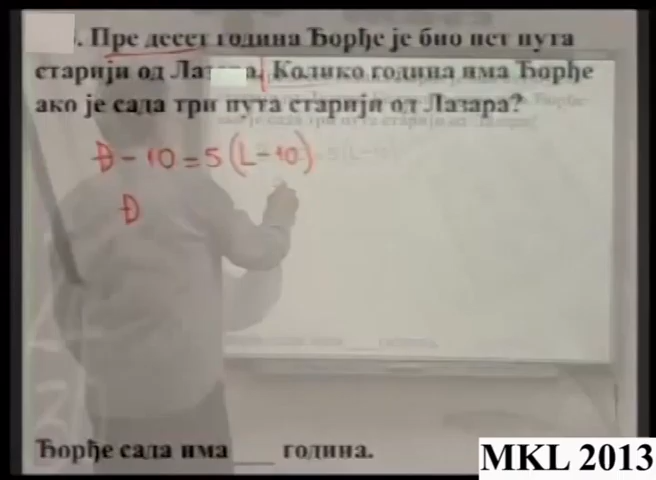 . Пре десет година Ђорђе је био пет пута
старији од Ла а. Колико година има Ђорђе
ако је сада три пута старији од Лазара?
Đ - 10 = 5 (L - 10)
Đ
Ђорђе сада има ___ година.
MKL 2013